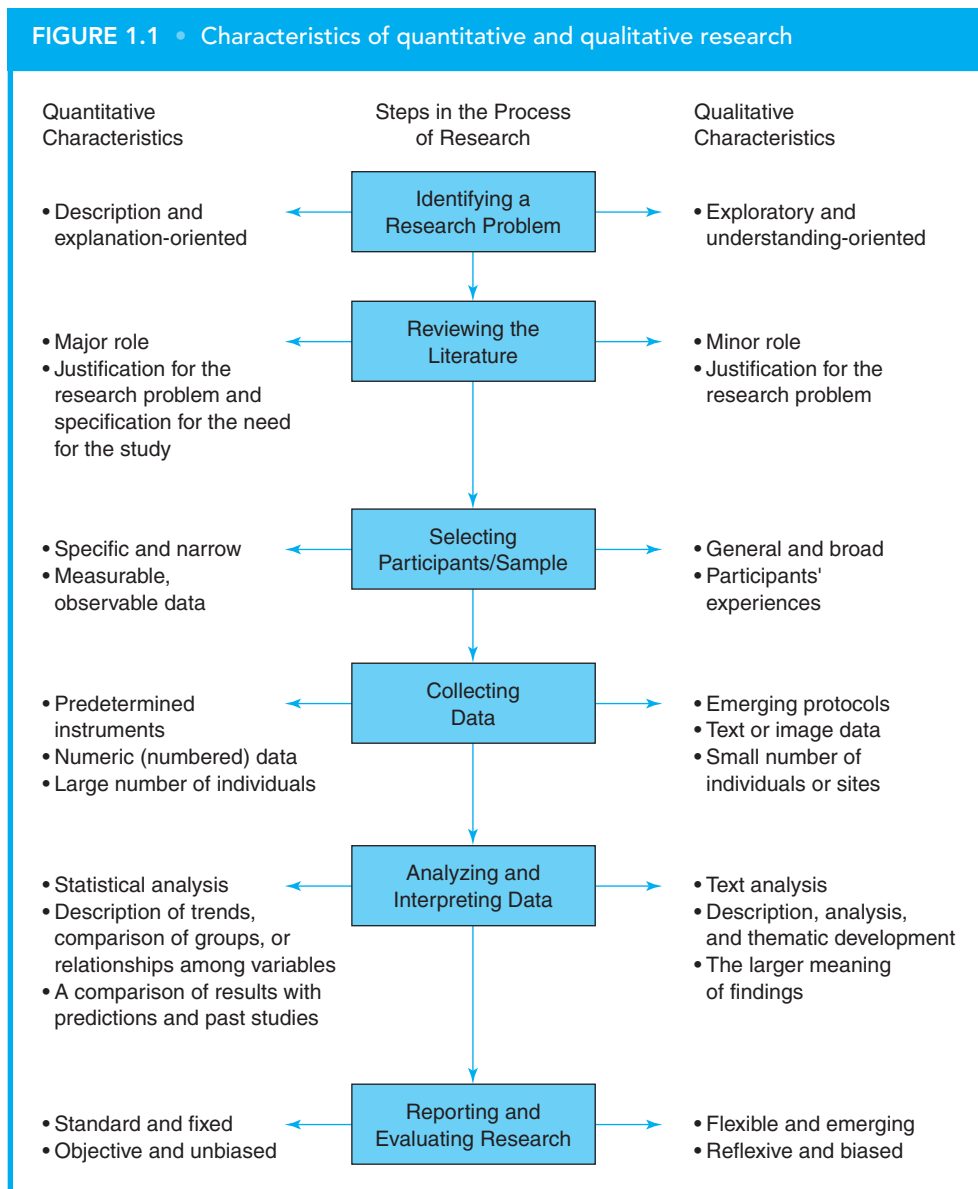 FIGURE 1.1 • Characteristics of quantitative and qualitative research
Quantitative
Characteristics
Steps in the Process
of Research
Qualitative
Characteristics
• Description and
explanation-oriented
Identifying a
Research Problem
• Exploratory and
understanding-oriented
• Major role
• Justification for the
research problem and
specification for the need
for the study
Reviewing the
Literature
• Minor role
• Justification for the
research problem
• Specific and narrow
• Measurable,
observable data
Selecting
Participants/Sample
• General and broad
• Participants'
experiences
• Predetermined
instruments
• Numeric (numbered) data
• Large number of individuals
Collecting
Data
• Emerging protocols
• Text or image data
• Small number of
individuals or sites
• Statistical analysis
• Description of trends,
comparison of groups, or
relationships among variables
• A comparison of results with
predictions and past studies
Analyzing and
Interpreting Data
• Text analysis
• Description, analysis,
and thematic development
• The larger meaning
of findings
• Standard and fixed
• Objective and unbiased
Reporting and
Evaluating Research
• Flexible and emerging
• Reflexive and biased